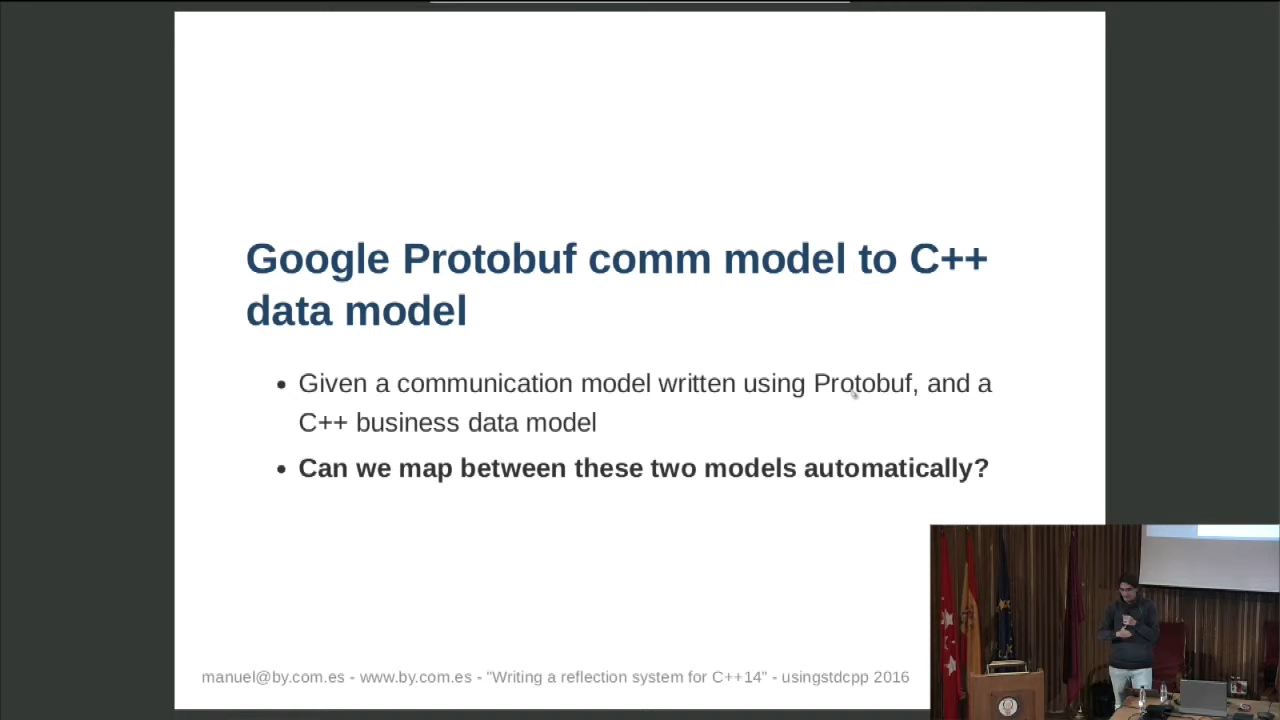 Google Protobuf comm model to C++
data model
• Given a communication model written using Protobuf, and a
C++ business data model
• Can we map between these two models automatically?
manuel@by.com.es - www.by.com.es - "Writing a reflection system for C++14" - usingstdcpp 2016